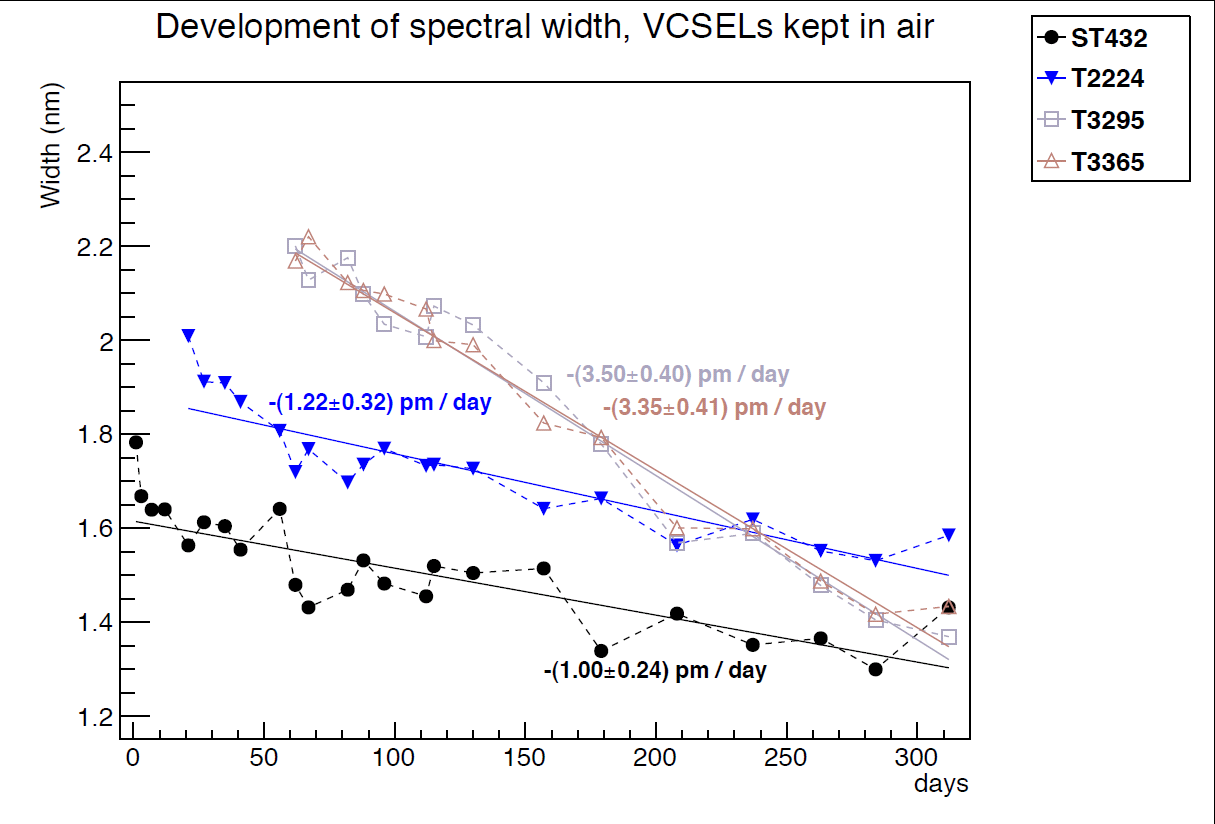 Development of spectral width, VCSELs kept in air
ST432
T2224
T3295
T3365
Width (nm)
2.4
2.2
2
1.8
1.6
1.4
1.2
-(3.50±0.40) pm / day
-(3.35±0.41) pm / day
-(1.22±0.32) pm / day
-(1.00±0.24) pm / day
0 50 100 150 200 250 300
days